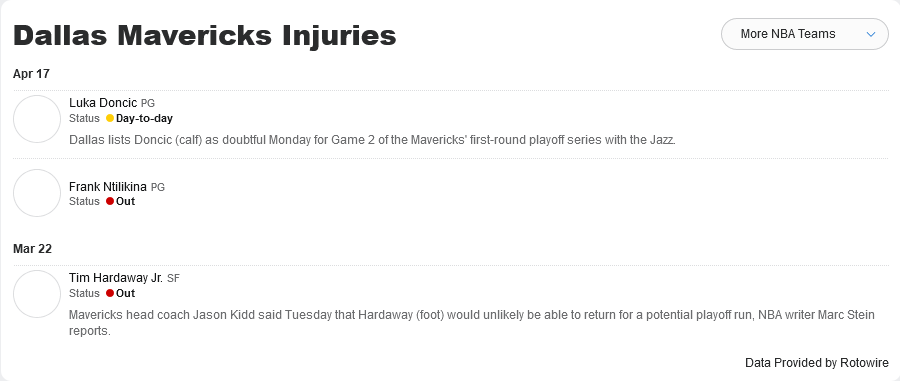 Dallas Mavericks Injuries
More NBA Teams
Apr 17
Luka Doncic PG
Status Day-to-day
Dallas lists Doncic (calf) as doubtful Monday for Game 2 of the Mavericks' first-round playoff series with the Jazz.
Frank Ntilikina PG
Status Out
Mar 22
Tim Hardaway Jr. SF
Status Out
Mavericks head coach Jason Kidd said Tuesday that Hardaway (foot) would unlikely be able to return for a potential playoff run, NBA writer Marc Stein
reports.
Data Provided by Rotowire